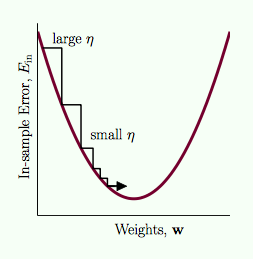 large η
small η
In-sample Error, E_in
Weights, w